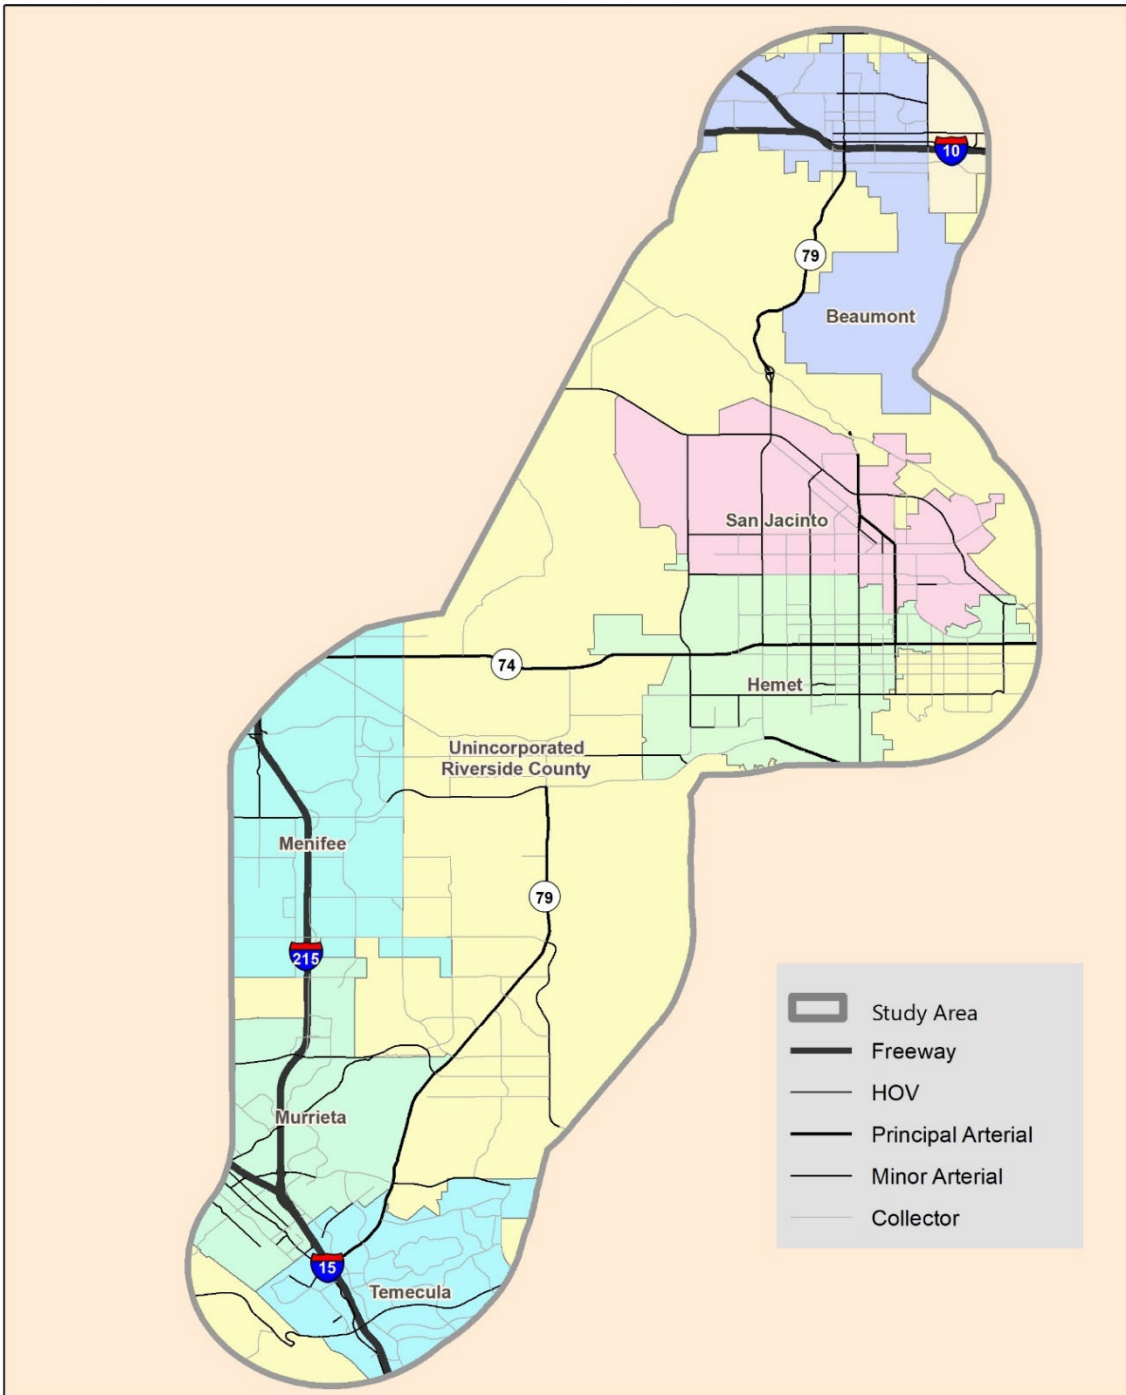 10
79
Beaumont
San Jacinto
74
Hemet
Unincorporated
Riverside County
Menifee
79
215
Murrieta
15
Temecula
Study Area
Freeway
HOV
Principal Arterial
Minor Arterial
Collector